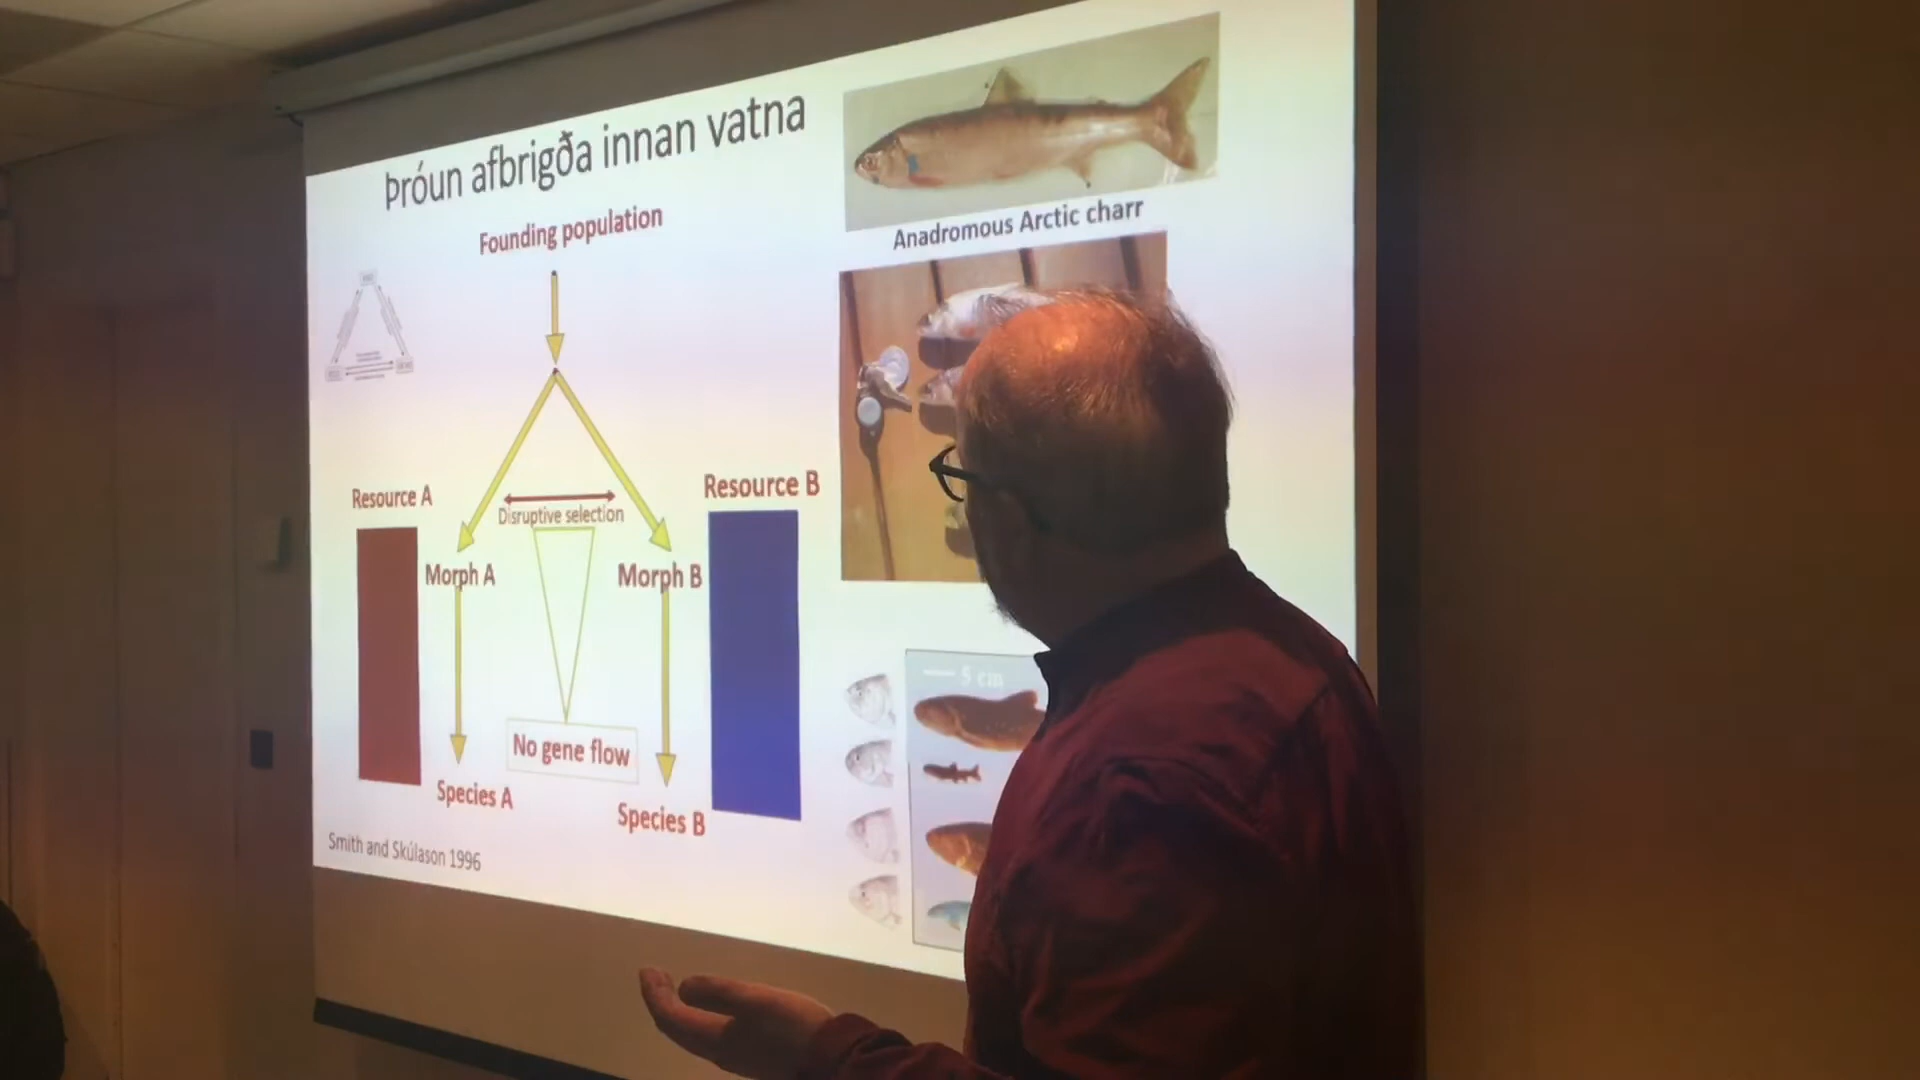 Þróun afbrigða innan vatna
Founding population
Anadromous Arctic charr
Resource A
Resource B
Disruptive selection
Morph A
Morph B
5 cm
No gene flow
Species A
Species B
Smith and Skúlason 1996